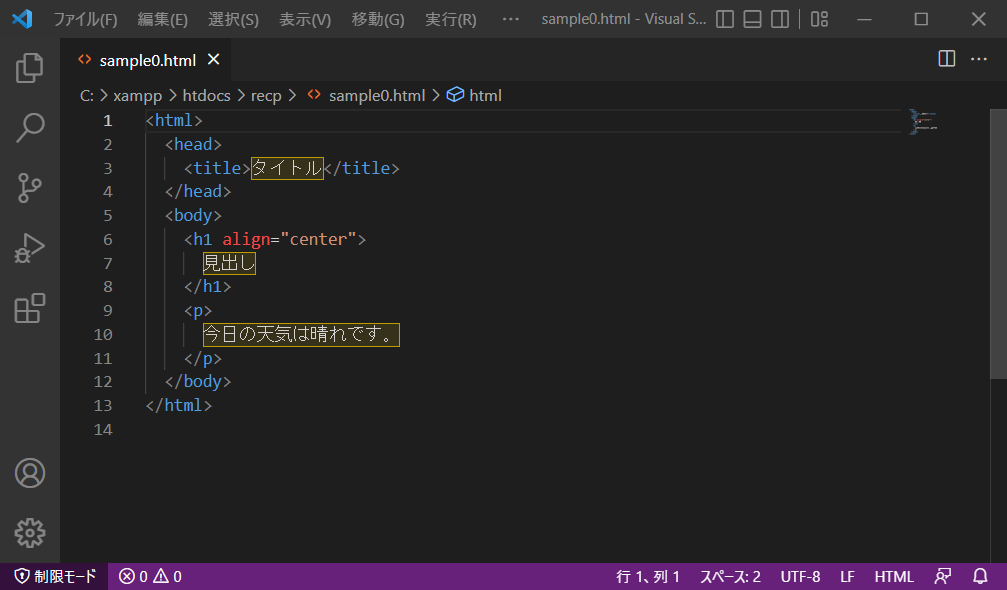 ファイル(F) 編集(E) 選択(S) 表示(V) 移動(G) 実行(R) ··· sample0.html - Visual S...
sample0.html
C: > xampp > htdocs > recp > sample0.html > html
1 <html>
2 <head>
3 <title>タイトル</title>
4 </head>
5 <body>
6 <h1 align="center">
7 見出し
8 </h1>
9 <p>
10 今日の天気は晴れです。
11 </p>
12 </body>
13 </html>
14
制限モード 0 0 行 1、列 1 スペース: 2 UTF-8 LF HTML